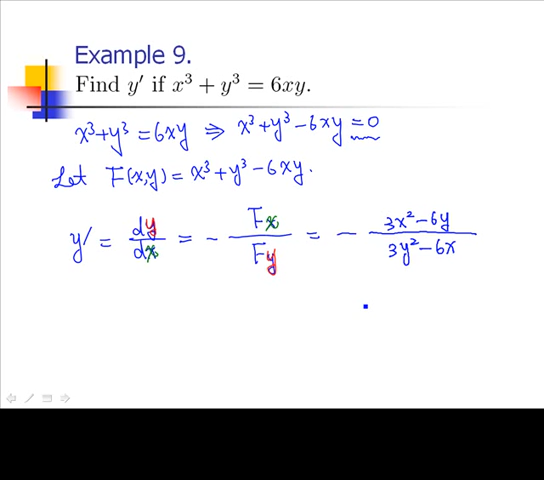 Example 9.
Find y′ if x³ + y³ = 6xy.
x³+y³ = 6xy ⇒ x³+y³−6xy = 0
Let F(x,y) = x³+y³−6xy.
y′ = dy/dx = − Fx/Fy = − (3x²−6y)/(3y²−6x)